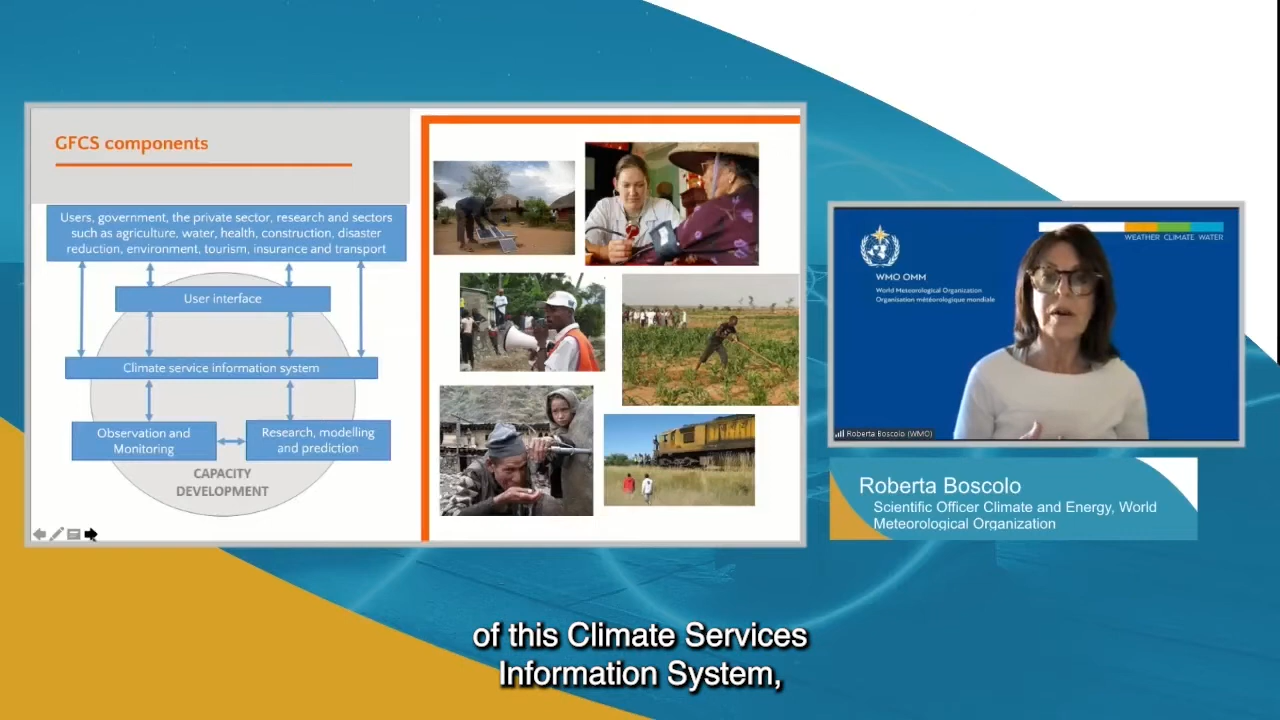 GFCS components
Users, government, the private sector, research and sectors
such as agriculture, water, health, construction, disaster
reduction, environment, tourism, insurance and transport
User interface
Climate service information system
Observation and
Monitoring
Research, modelling
and prediction
CAPACITY
DEVELOPMENT
WEATHER CLIMATE WATER
WMO OMM
World Meteorological Organization
Organisation météorologique mondiale
Roberta Boscolo (WMO)
Roberta Boscolo
Scientific Officer Climate and Energy, World
Meteorological Organization
of this Climate Services
Information System,